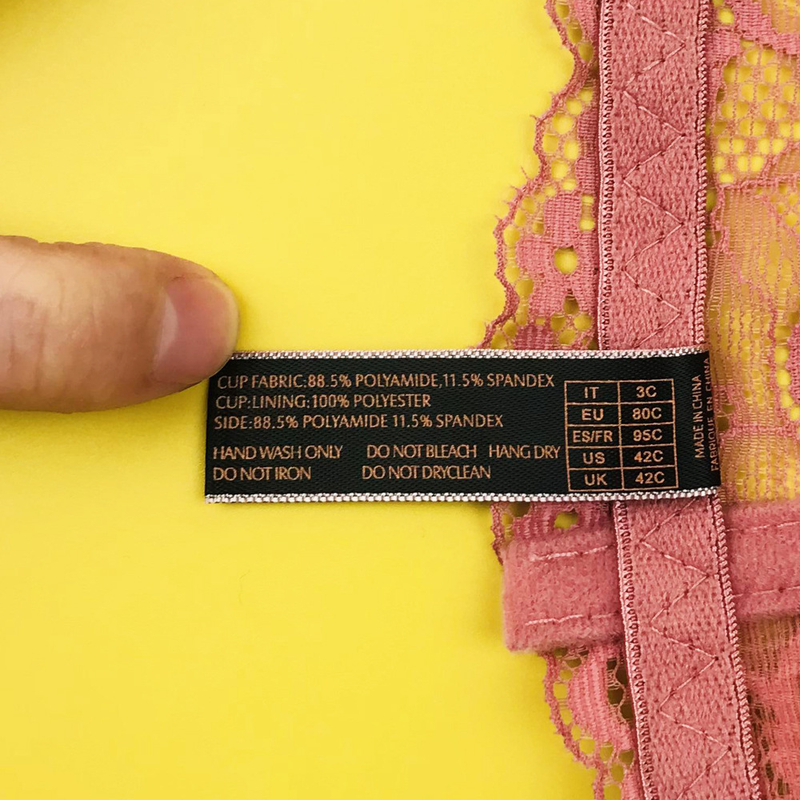 CUP FABRIC:88.5% POLYAMIDE,11.5% SPANDEX
CUP:LINING:100% POLYESTER
SIDE:88.5% POLYAMIDE 11.5% SPANDEX
HAND WASH ONLY DO NOT BLEACH HANG DRY
DO NOT IRON DO NOT DRYCLEAN
IT 3C
EU 80C
ES/FR 95C
US 42C
UK 42C
MADE IN CHINA
FABRIQUE EN CHINA